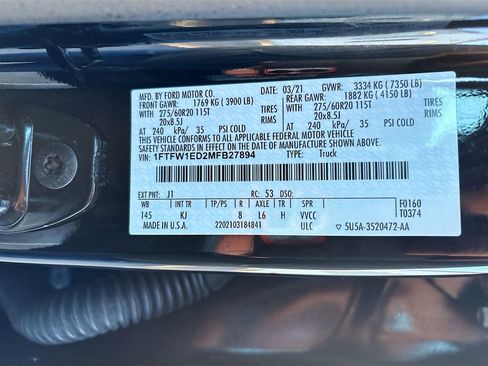 MFD. BY FORD MOTOR CO.
DATE: 03/21 GVWR: 3334 KG ( 7350 LB)
FRONT GAWR: 1769 KG ( 3900 LB)
REAR GAWR: 1882 KG ( 4150 LB)
WITH 275/60R20 115T TIRES
20x8.5J RIMS
AT 240 kPa/ 35 PSI COLD
WITH 275/60R20 115T TIRES
20x8.5J
AT 240 kPa/ 35 PSI COLD
THIS VEHICLE CONFORMS TO ALL APPLICABLE FEDERAL MOTOR VEHICLE
SAFETY STANDARDS IN EFFECT ON THE DATE OF MANUFACTURE SHOWN ABOVE.
VIN: 1FTFW1ED2MFB27894 TYPE: Truck
EXT PNT: J1 RC: 53 DSO:
WB TP/PS R AXLE TR SPR
145 KJ 8 L6 H VVCC
F0160
T0374
MADE IN U.S.A. 2202103184841 ULC 5U5A-3520472-AA